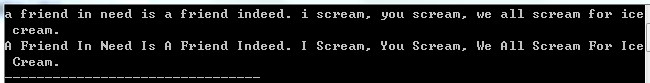 a friend in need is a friend indeed. i scream, you scream, we all scream for ice
cream.
A Friend In Need Is A Friend Indeed. I Scream, You Scream, We All Scream For Ice
Cream.
--------------------------------